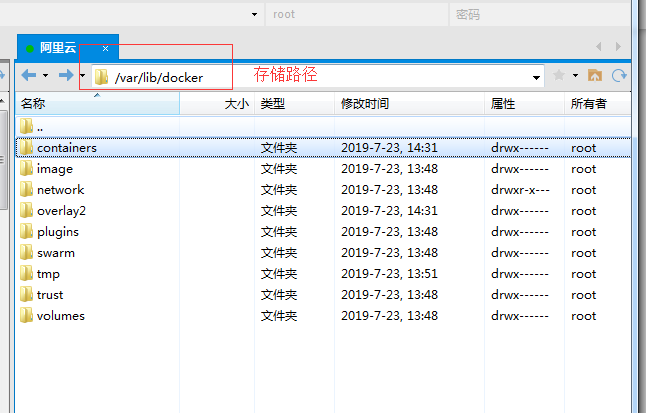 root 密码
阿里云 ×
/var/lib/docker 存储路径
名称 大小 类型 修改时间 属性 所有者
..
containers 文件夹 2019-7-23, 14:31 drwx------ root
image 文件夹 2019-7-23, 13:48 drwx------ root
network 文件夹 2019-7-23, 13:48 drwxr-x--- root
overlay2 文件夹 2019-7-23, 14:31 drwx------ root
plugins 文件夹 2019-7-23, 13:48 drwx------ root
swarm 文件夹 2019-7-23, 13:48 drwx------ root
tmp 文件夹 2019-7-23, 13:51 drwx------ root
trust 文件夹 2019-7-23, 13:48 drwx------ root
volumes 文件夹 2019-7-23, 13:48 drwx------ root